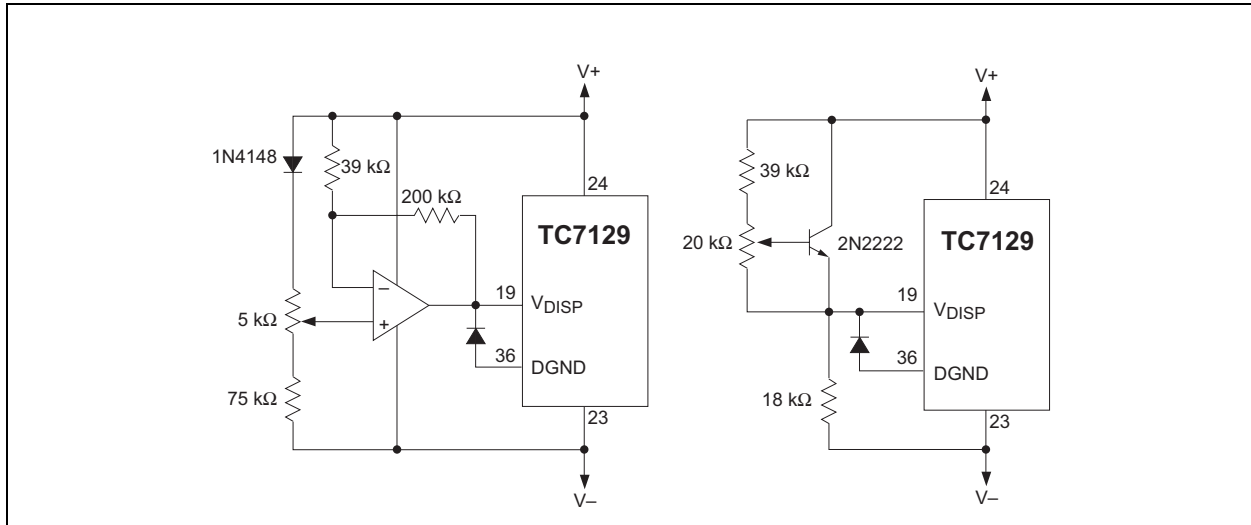 V+
1N4148
39 kΩ
200 kΩ
24
TC7129
–
+
5 kΩ
19
VDISP
36
DGND
75 kΩ
23
V–
V+
39 kΩ
24
TC7129
20 kΩ
2N2222
19
VDISP
36
DGND
18 kΩ
23
V–